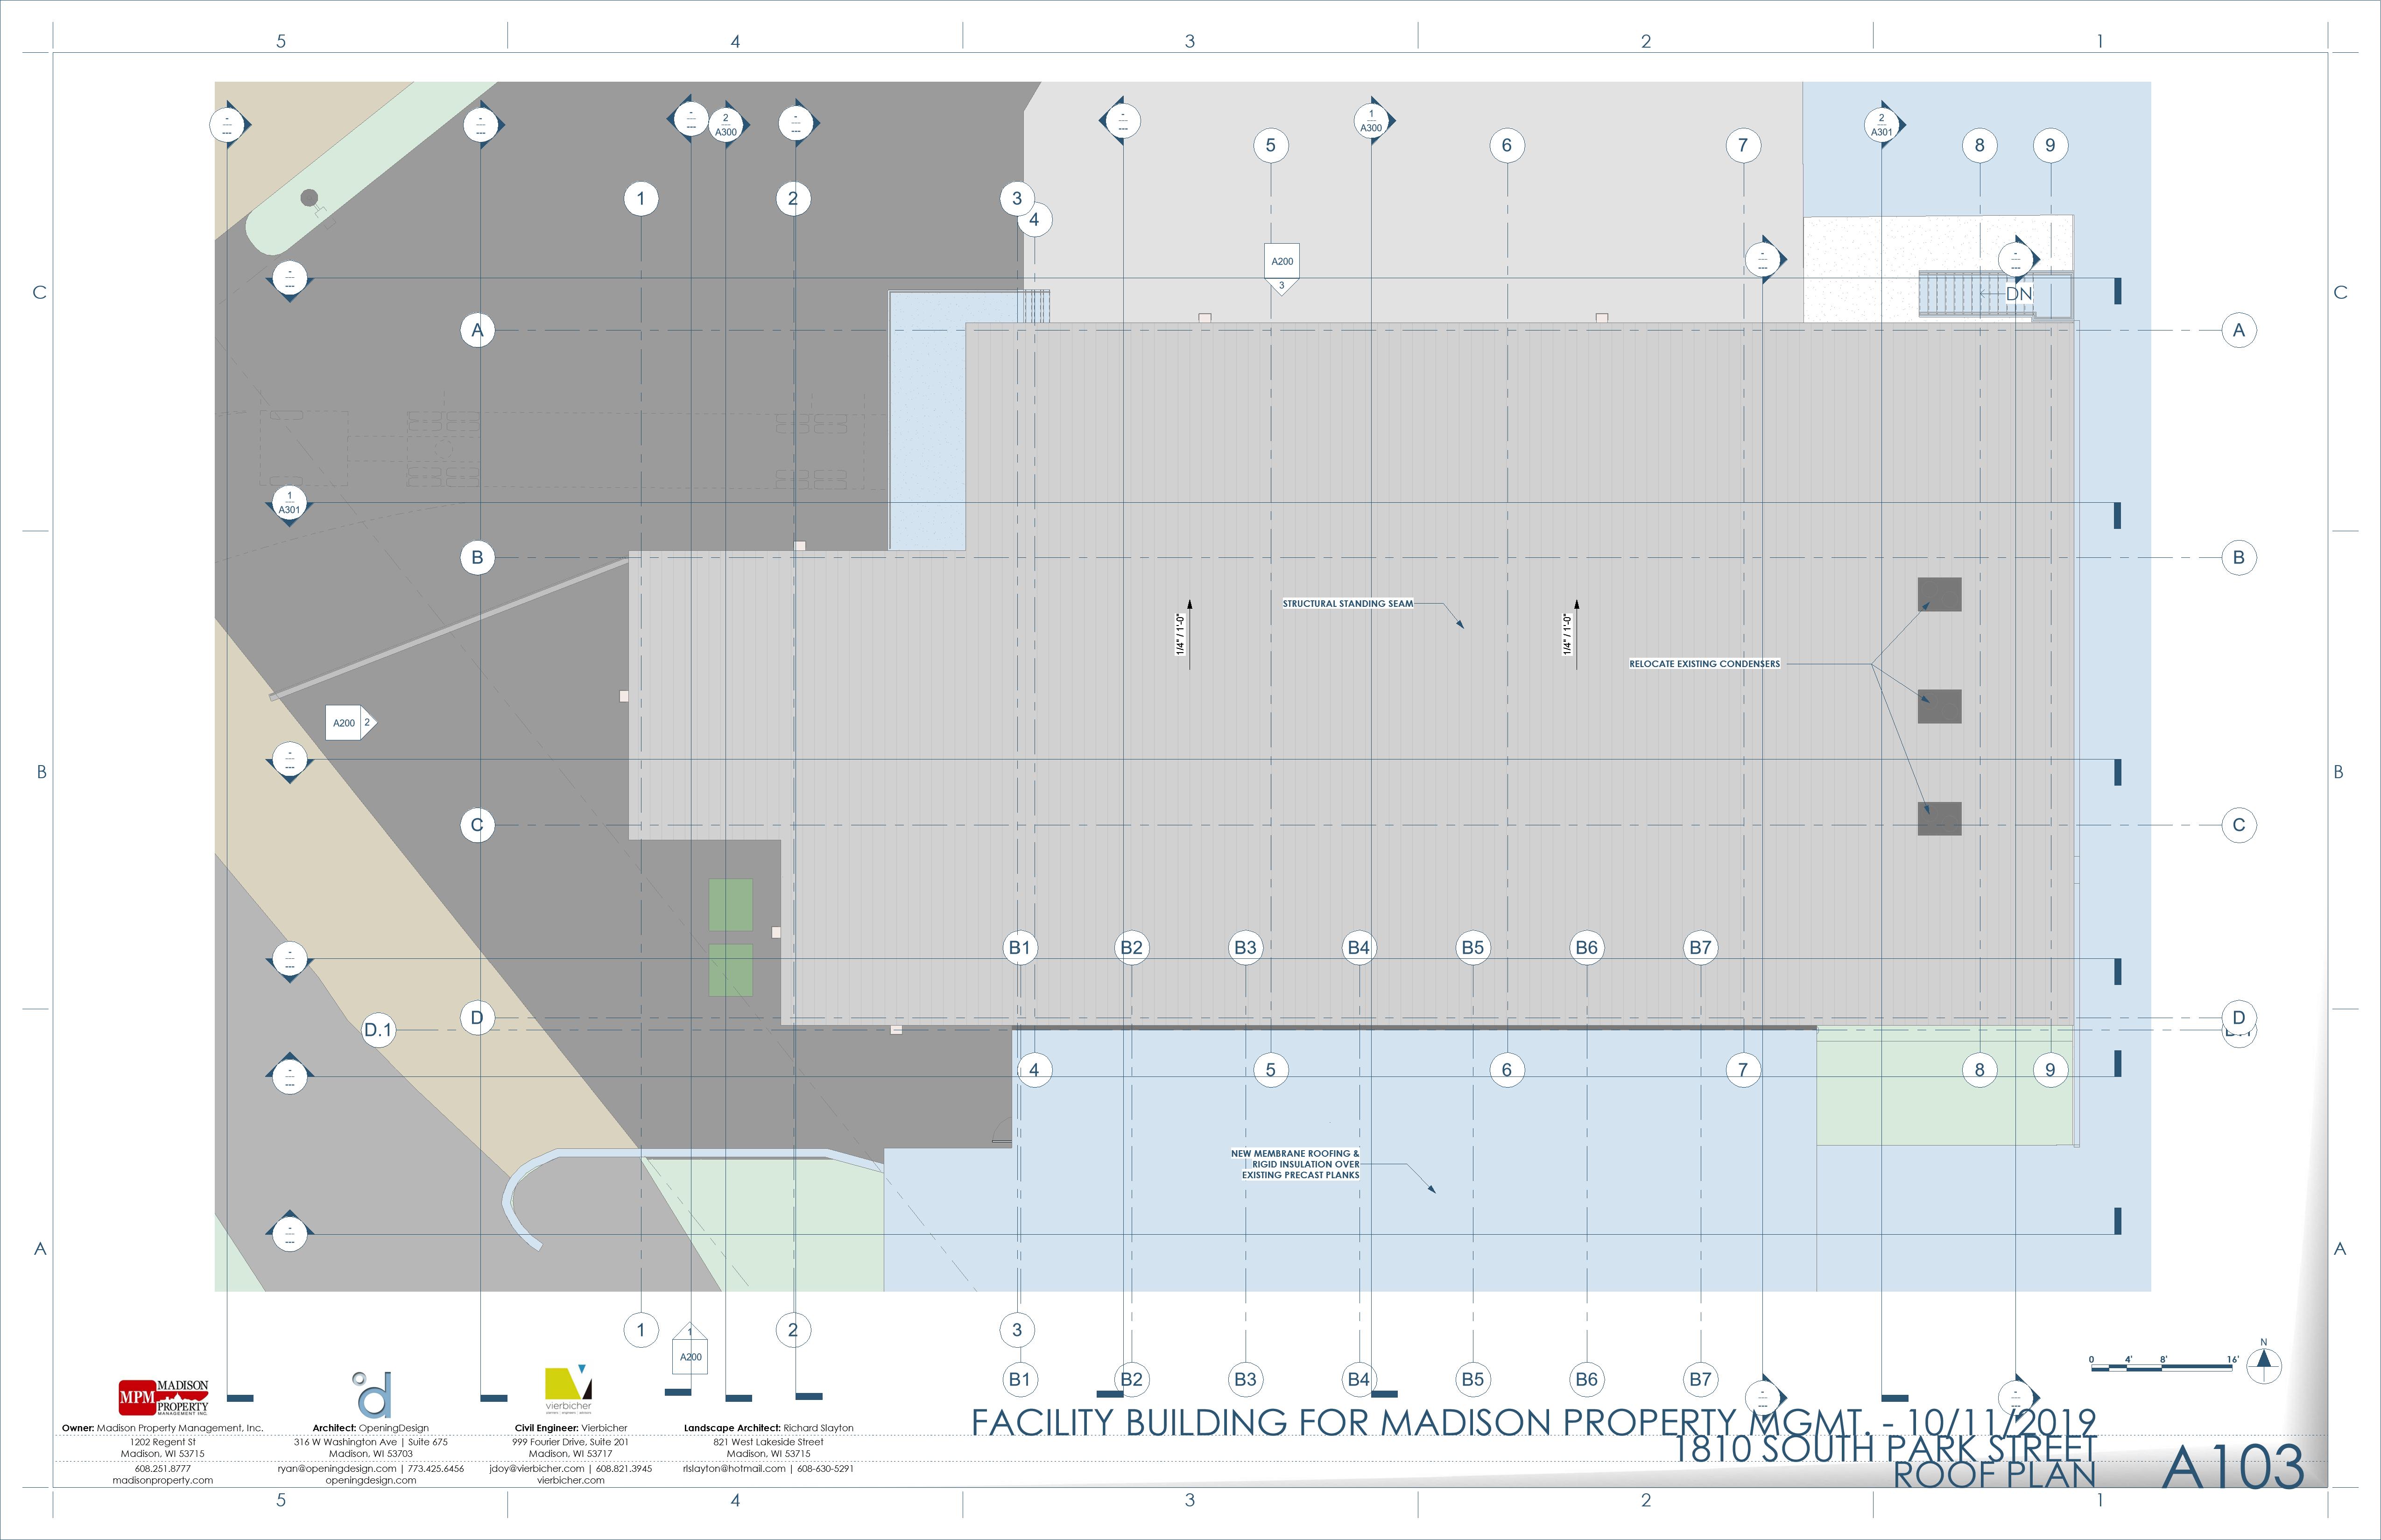 5 4 3 2 1
- --- - --- - --- 2 A300 - --- - --- 1 A300 2 A301
5 6 7 8 9
1 2 3
4
A200
3
- --- - ---
C - --- DN C
A A
1
A301
B B
1/4" / 1'-0" 1/4" / 1'-0"
STRUCTURAL STANDING SEAM
RELOCATE EXISTING CONDENSERS
A200 2
B - --- B
C C
B1 B2 B3 B4 B5 B6 B7
- ---
D D
D.1
4 5 6 7 8 9
- ---
NEW MEMBRANE ROOFING &
RIGID INSULATION OVER
EXISTING PRECAST PLANKS
A - --- A
1 2 3
1
A200
N
0 4' 8' 16'
B1 B2 B3 B4 B5 B6 B7
- --- - ---
MPM MADISON
PROPERTY
MANAGEMENT INC.
d
vierbicher
planners | engineers | advisors
Owner: Madison Property Management, Inc.
1202 Regent St
Madison, WI 53715
608.251.8777
madisonproperty.com
Architect: OpeningDesign
316 W Washington Ave | Suite 675
Madison, WI 53703
ryan@openingdesign.com | 773.425.6456
openingdesign.com
Civil Engineer: Vierbicher
999 Fourier Drive, Suite 201
Madison, WI 53717
jdoy@vierbicher.com | 608.821.3945
vierbicher.com
Landscape Architect: Richard Slayton
821 West Lakeside Street
Madison, WI 53715
rlslayton@hotmail.com | 608-630-5291
FACILITY BUILDING FOR MADISON PROPERTY MGMT. - 10/11/2019
1810 SOUTH PARK STREET
ROOF PLAN
A103
5 4 3 2 1